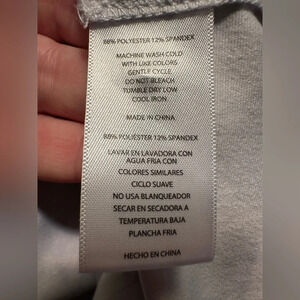 88% POLYESTER 12% SPANDEX
MACHINE WASH COLD
WITH LIKE COLORS
GENTLE CYCLE
DO NOT BLEACH
TUMBLE DRY LOW
COOL IRON
MADE IN CHINA
88% POLIESTER 12% SPANDEX
LAVAR EN LAVADORA CON
AGUA FRIA CON
COLORES SIMILARES
CICLO SUAVE
NO USA BLANQUEADOR
SECAR EN SECADORA A
TEMPERATURA BAJA
PLANCHA FRIA
HECHO EN CHINA